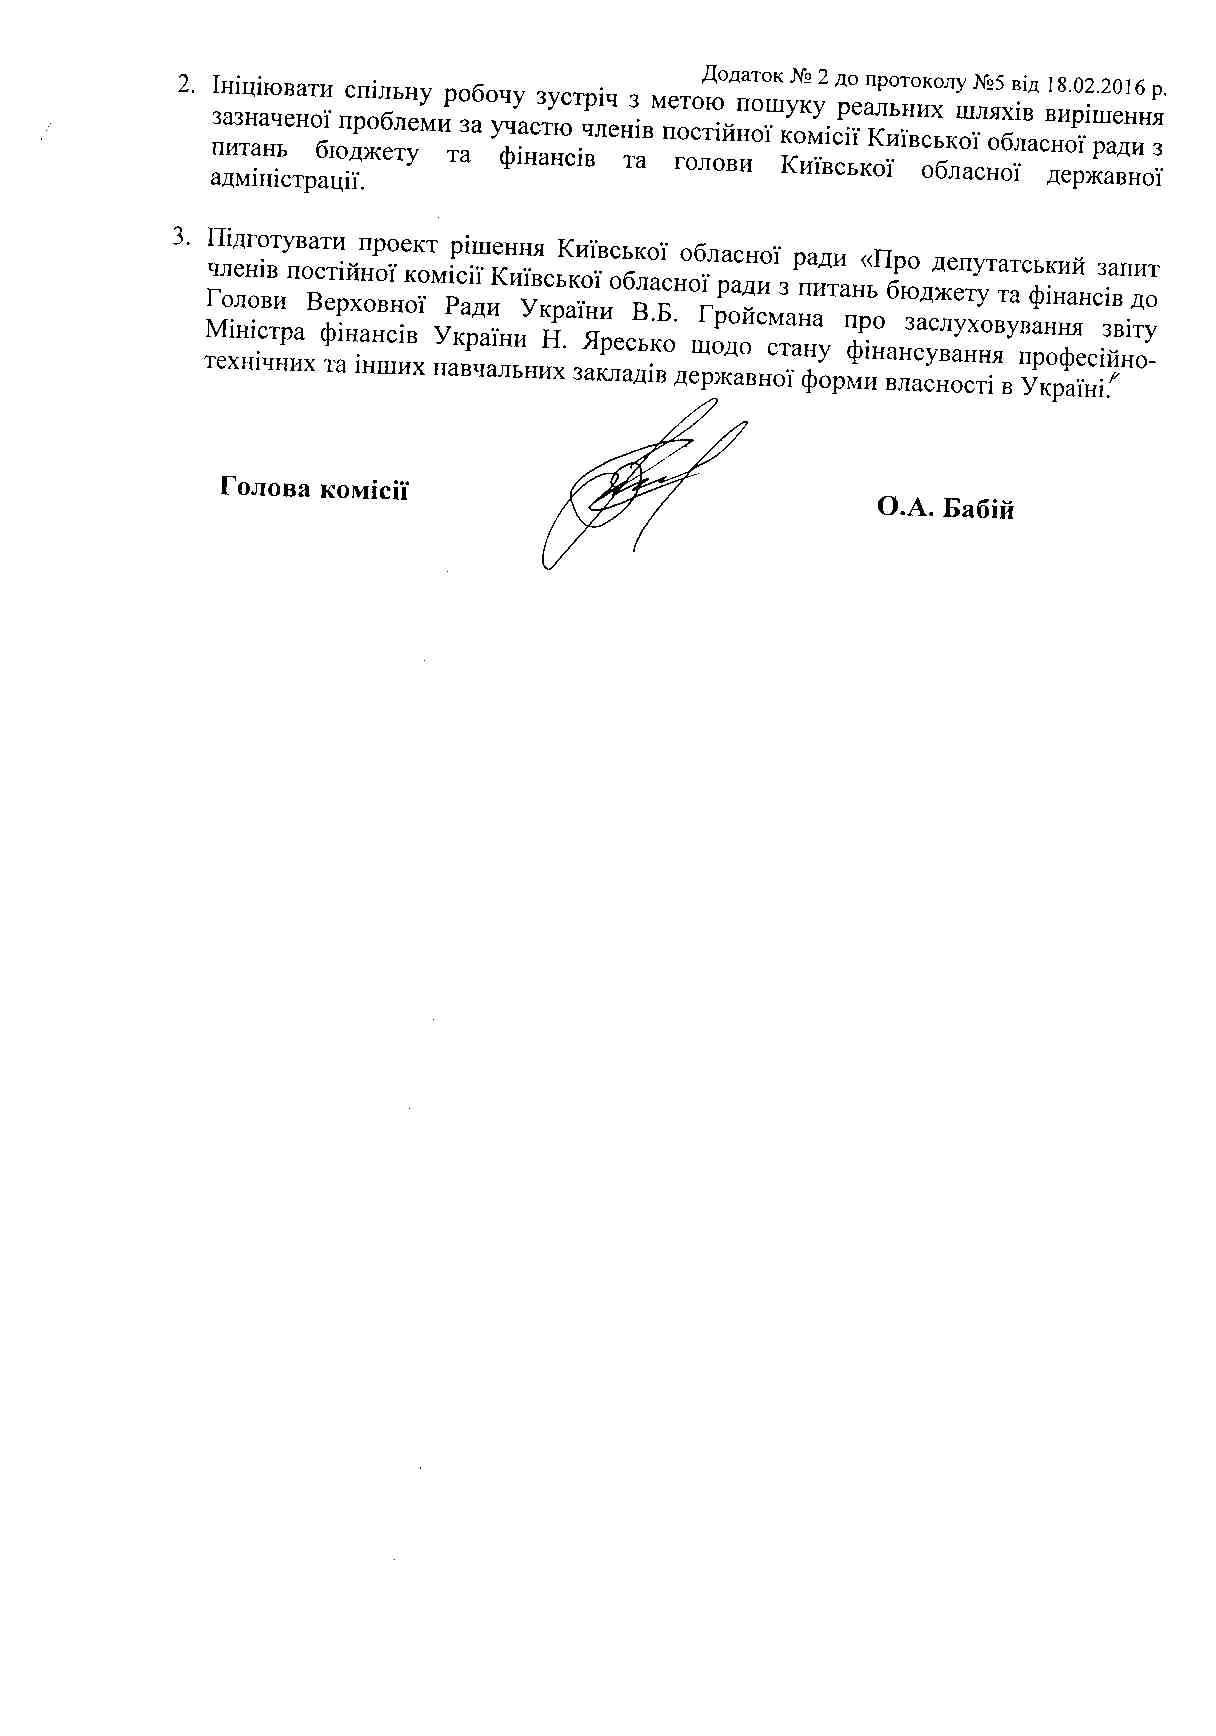 Додаток № 2 до протоколу №5 від 18.02.2016 р.
2. Ініціювати спільну робочу зустріч з метою пошуку реальних шляхів вирішення
зазначеної проблеми за участю членів постійної комісії Київської обласної ради з
питань бюджету та фінансів та голови Київської обласної державної
адміністрації.
3. Підготувати проект рішення Київської обласної ради «Про депутатський запит
членів постійної комісії Київської обласної ради з питань бюджету та фінансів до
Голови Верховної Ради України В.Б. Гройсмана про заслуховування звіту
Міністра фінансів України Н. Яресько щодо стану фінансування професійно-
технічних та інших навчальних закладів державної форми власності в Україні.
Голова комісії
О.А. Бабій